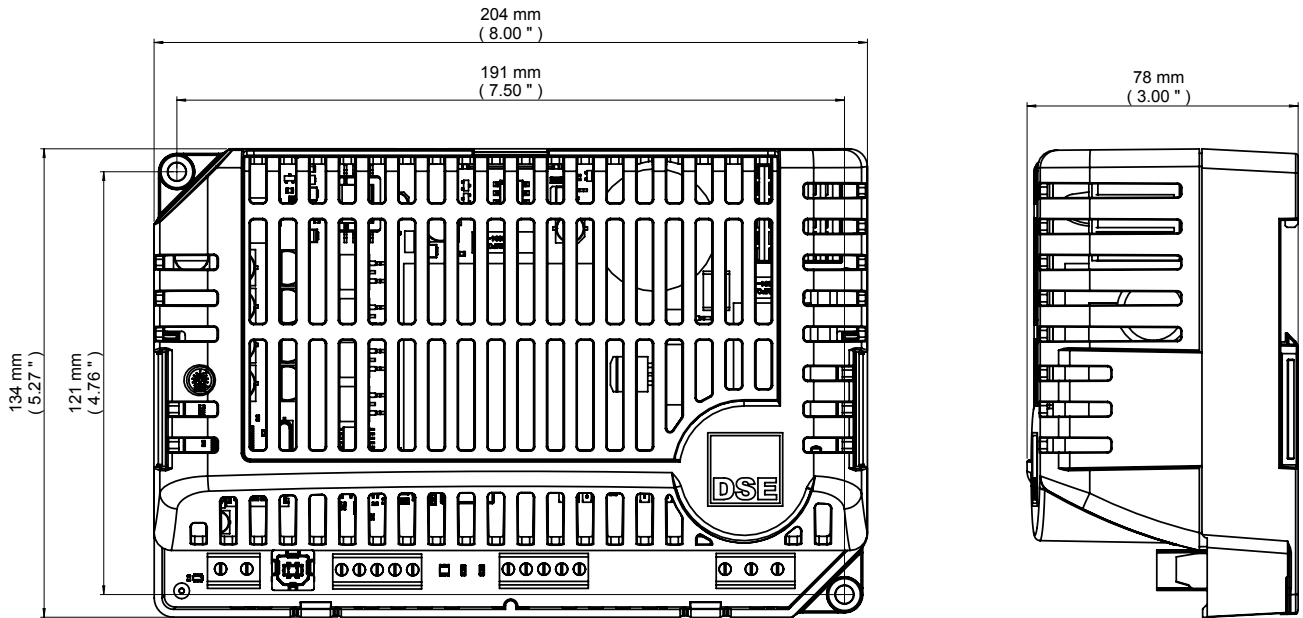 204 mm
( 8.00 " )
191 mm
( 7.50 " )
78 mm
( 3.00 " )
134 mm
( 5.27 " )
121 mm
( 4.76 " )
DSE